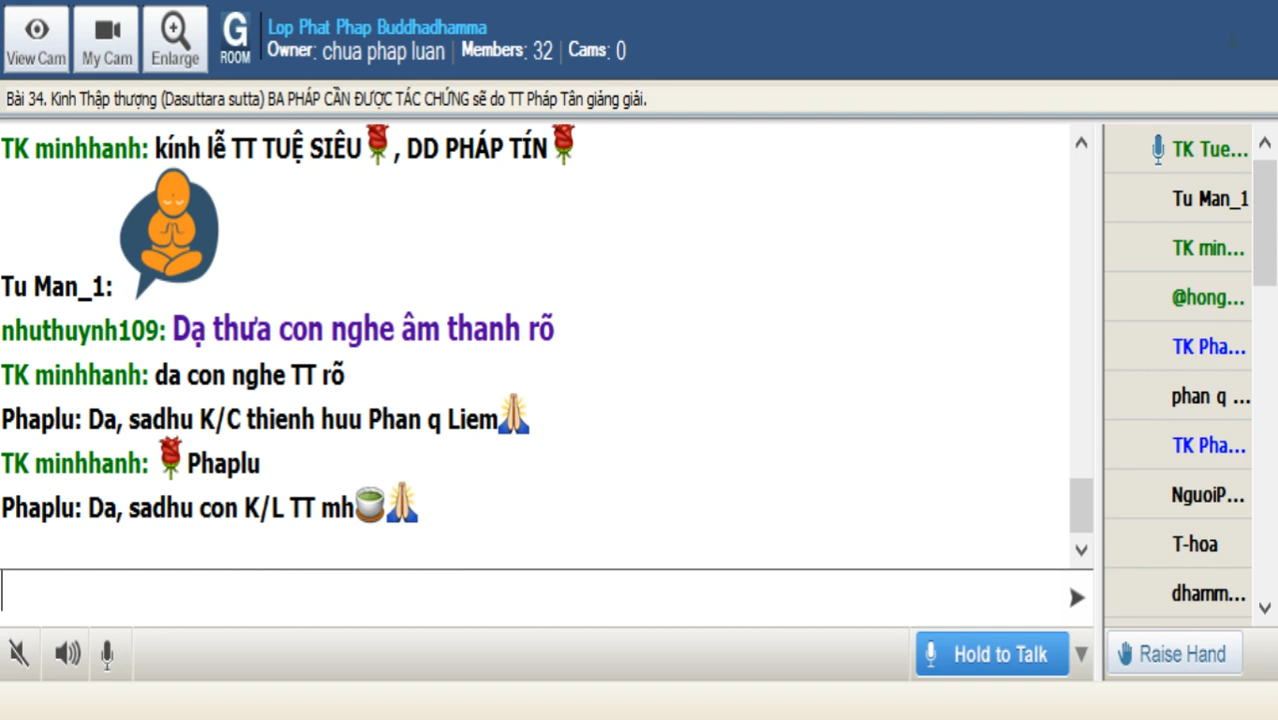 View Cam
My Cam
Enlarge
G
ROOM
Lop Phat Phap Buddhadhamma
Owner: chua phap luan | Members: 32 | Cams: 0
Bài 34. Kinh Thập thượng (Dasuttara sutta) BA PHÁP CẦN ĐƯỢC TÁC CHỨNG sẽ do TT Pháp Tân giảng giải.
TK minhhanh: kính lễ TT TUỆ SIÊU, DD PHÁP TÍN
Tu Man_1:
nhuthuynh109: Dạ thưa con nghe âm thanh rõ
TK minhhanh: da con nghe TT rõ
Phaplu: Da, sadhu K/C thienh huu Phan q Liem
TK minhhanh: Phaplu
Phaplu: Da, sadhu con K/L TT mh
TK Tue...
Tu Man_1
TK min...
@hong...
TK Pha...
phan q ...
TK Pha...
NguoiP...
T-hoa
dhamm...
Hold to Talk
Raise Hand